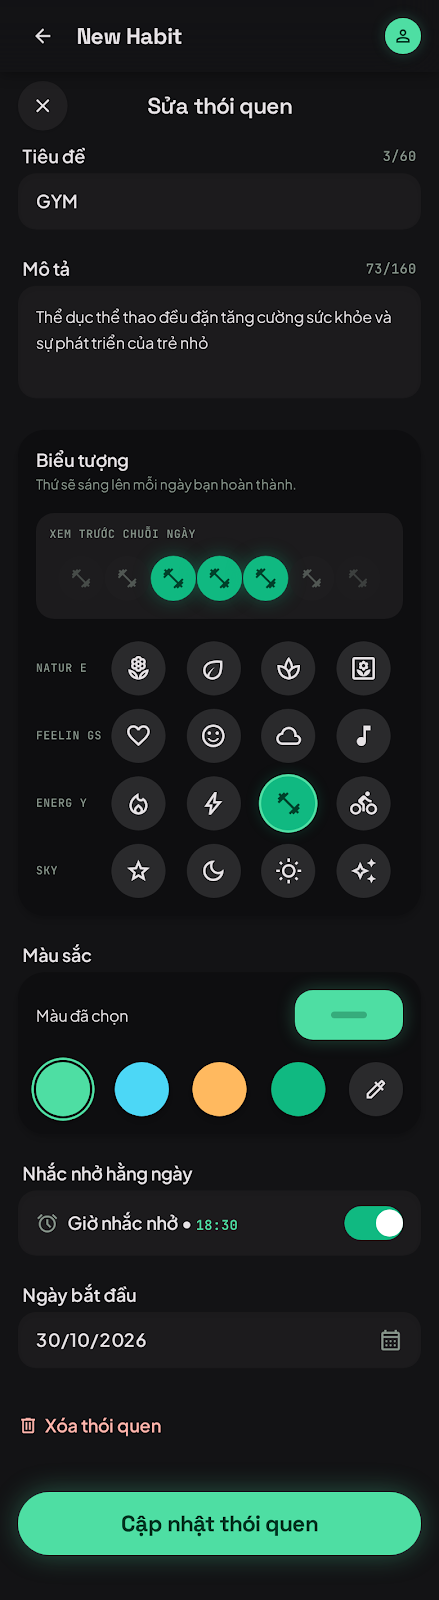 New Habit
Sửa thói quen
Tiêu đề
3/60
GYM
Mô tả
73/160
Thể dục thể thao đều đặn tăng cường sức khỏe và
sự phát triển của trẻ nhỏ
Biểu tượng
Thứ sẽ sáng lên mỗi ngày bạn hoàn thành.
XEM TRƯỚC CHUỖI NGÀY
NATUR E
FEELIN GS
ENERG Y
SKY
Màu sắc
Màu đã chọn
Nhắc nhở hằng ngày
Giờ nhắc nhở • 18:30
Ngày bắt đầu
30/10/2026
Xóa thói quen
Cập nhật thói quen